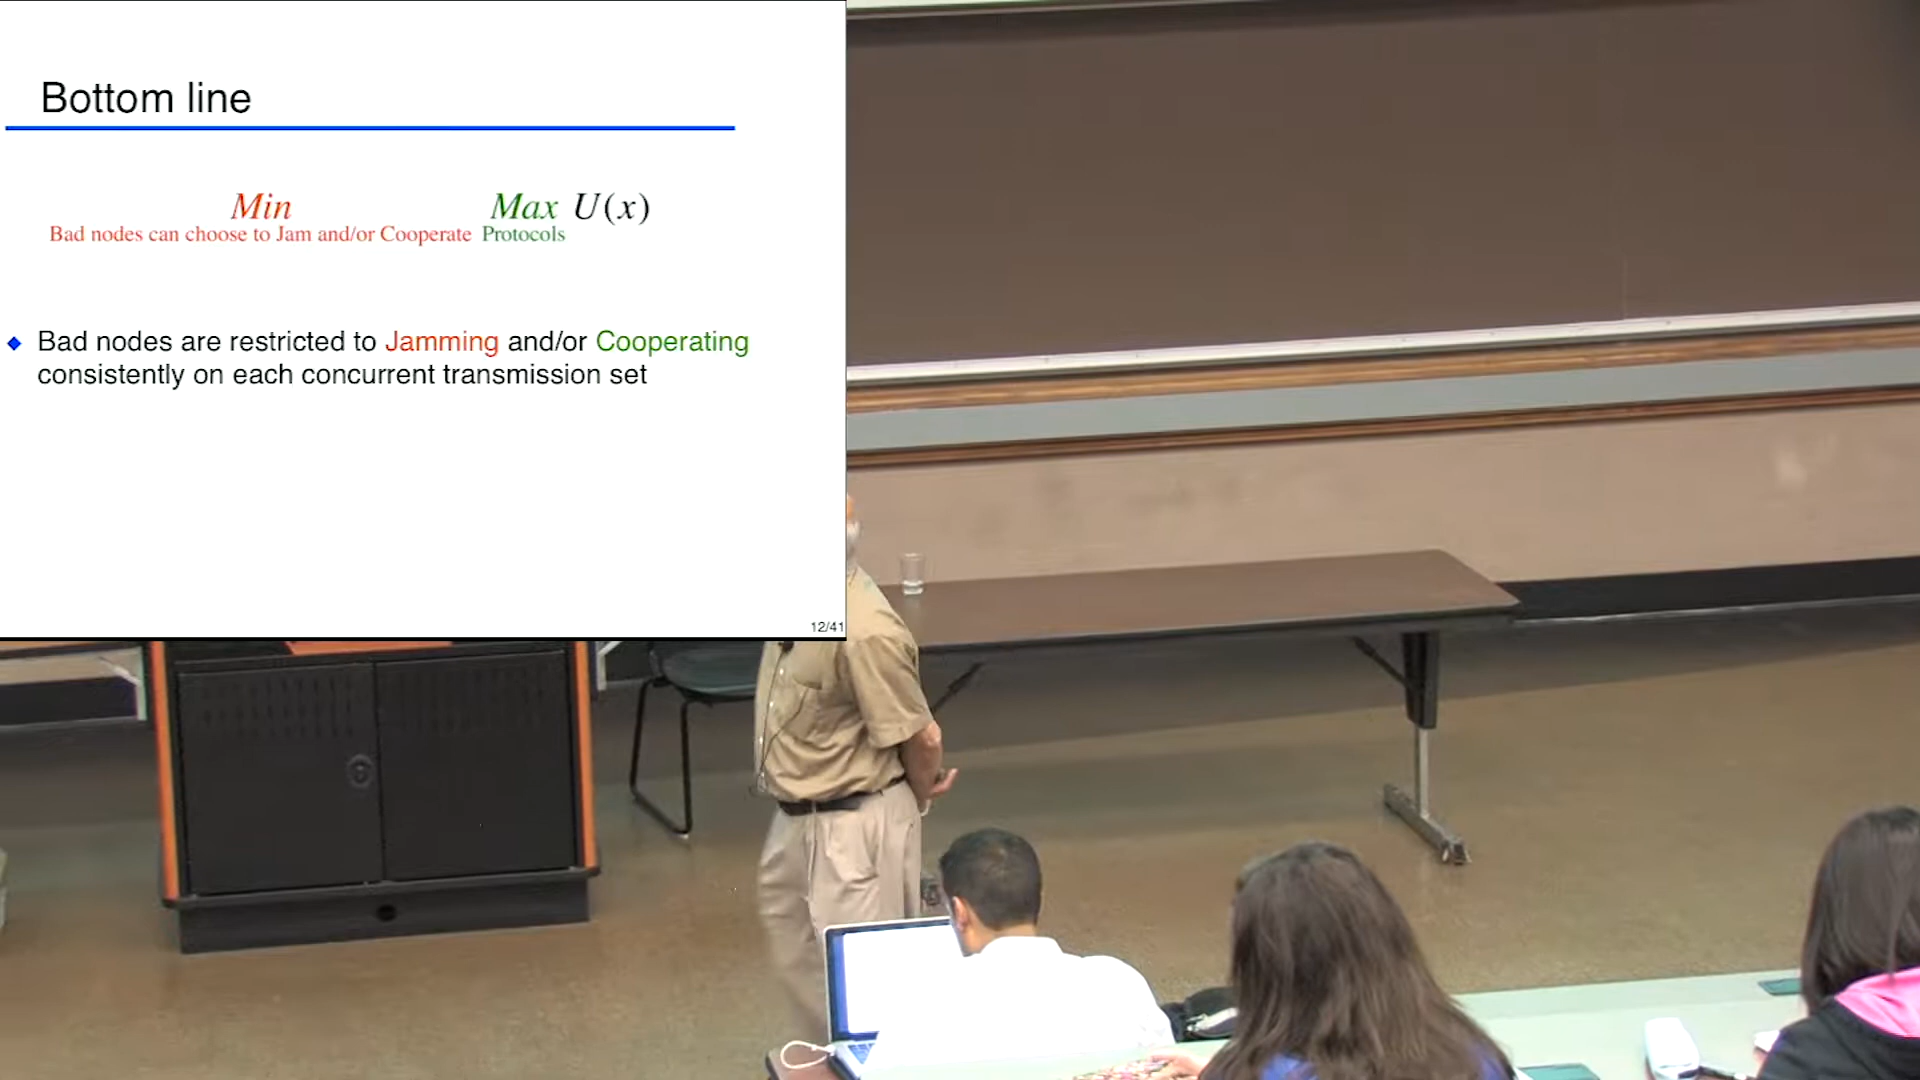 Bottom line
Min Max U(x)
Bad nodes can choose to Jam and/or Cooperate Protocols
Bad nodes are restricted to Jamming and/or Cooperating
consistently on each concurrent transmission set
12/41